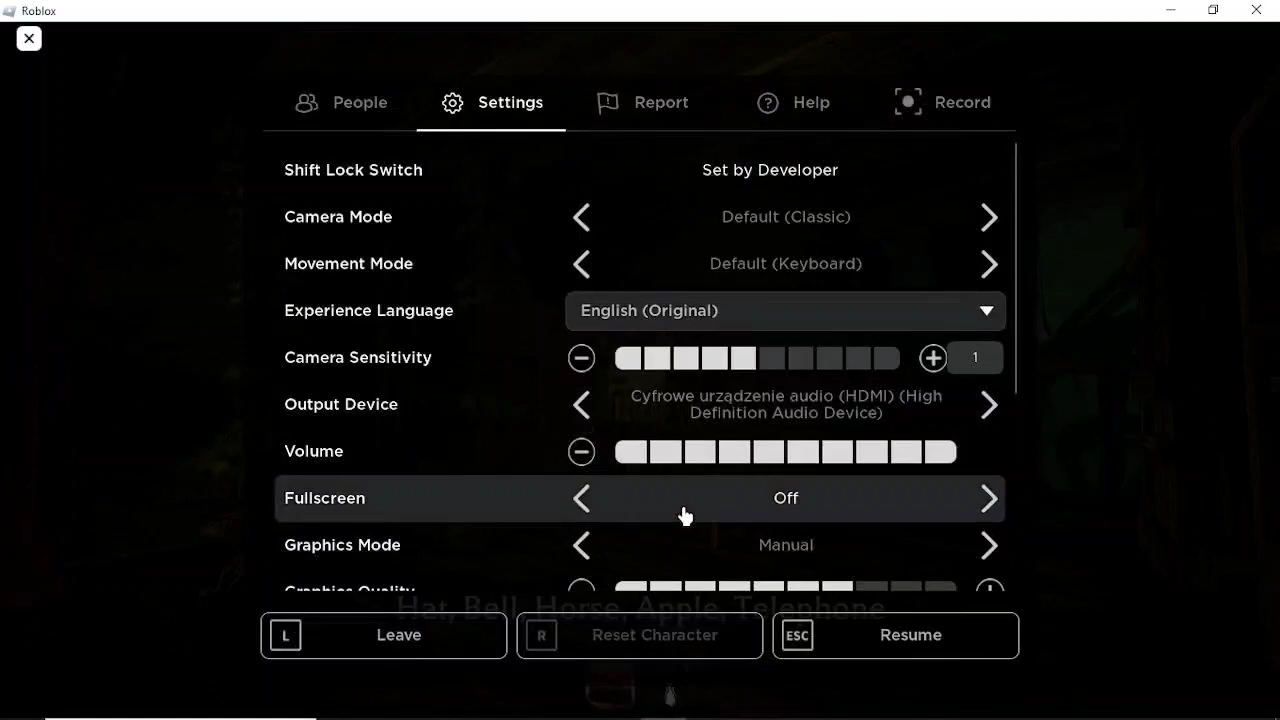 Roblox
People
Settings
Report
Help
Record
Shift Lock Switch
Set by Developer
Camera Mode
Default (Classic)
Movement Mode
Default (Keyboard)
Experience Language
English (Original)
Camera Sensitivity
1
Output Device
Cyfrowe urządzenie audio (HDMI) (High
Definition Audio Device)
Volume
Fullscreen
Off
Graphics Mode
Manual
Graphics Quality
Hat, Bell, Horse, Apple, Telephone
L Leave
R Reset Character
ESC Resume